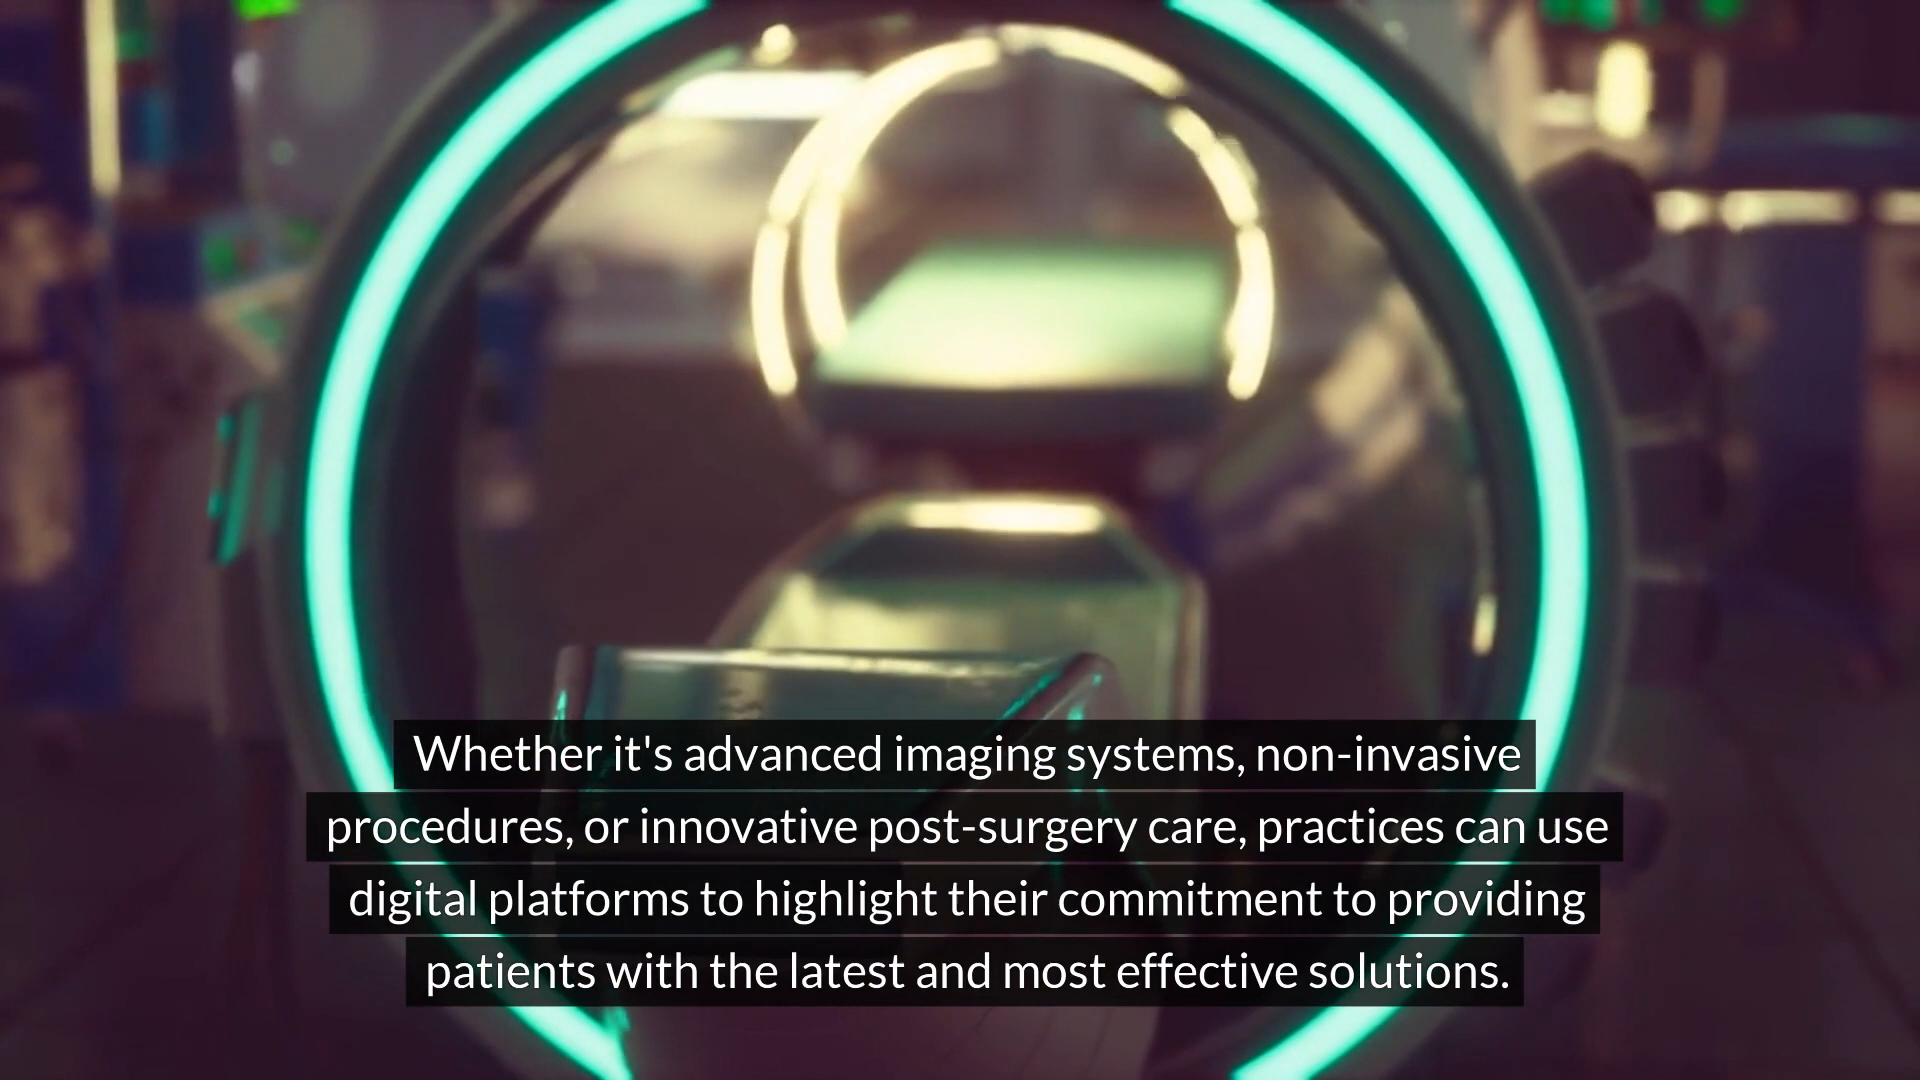 Whether it's advanced imaging systems, non-invasive
procedures, or innovative post-surgery care, practices can use
digital platforms to highlight their commitment to providing
patients with the latest and most effective solutions.